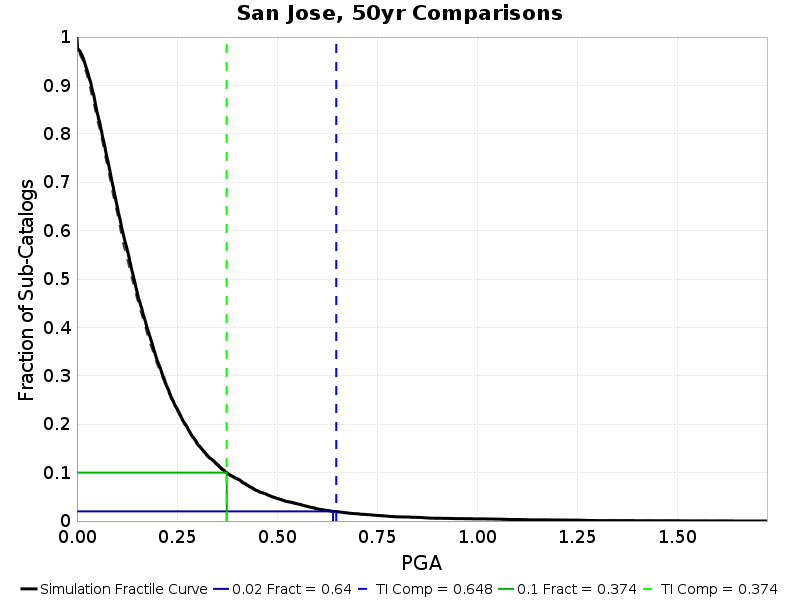 San Jose, 50yr Comparisons
1
0.9
0.8
0.7
0.6
0.5
0.4
0.3
0.2
0.1
0
Fraction of Sub-Catalogs
0.00 0.25 0.50 0.75 1.00 1.25 1.50
PGA
Simulation Fractile Curve 0.02 Fract = 0.64 TI Comp = 0.648 0.1 Fract = 0.374 TI Comp = 0.374